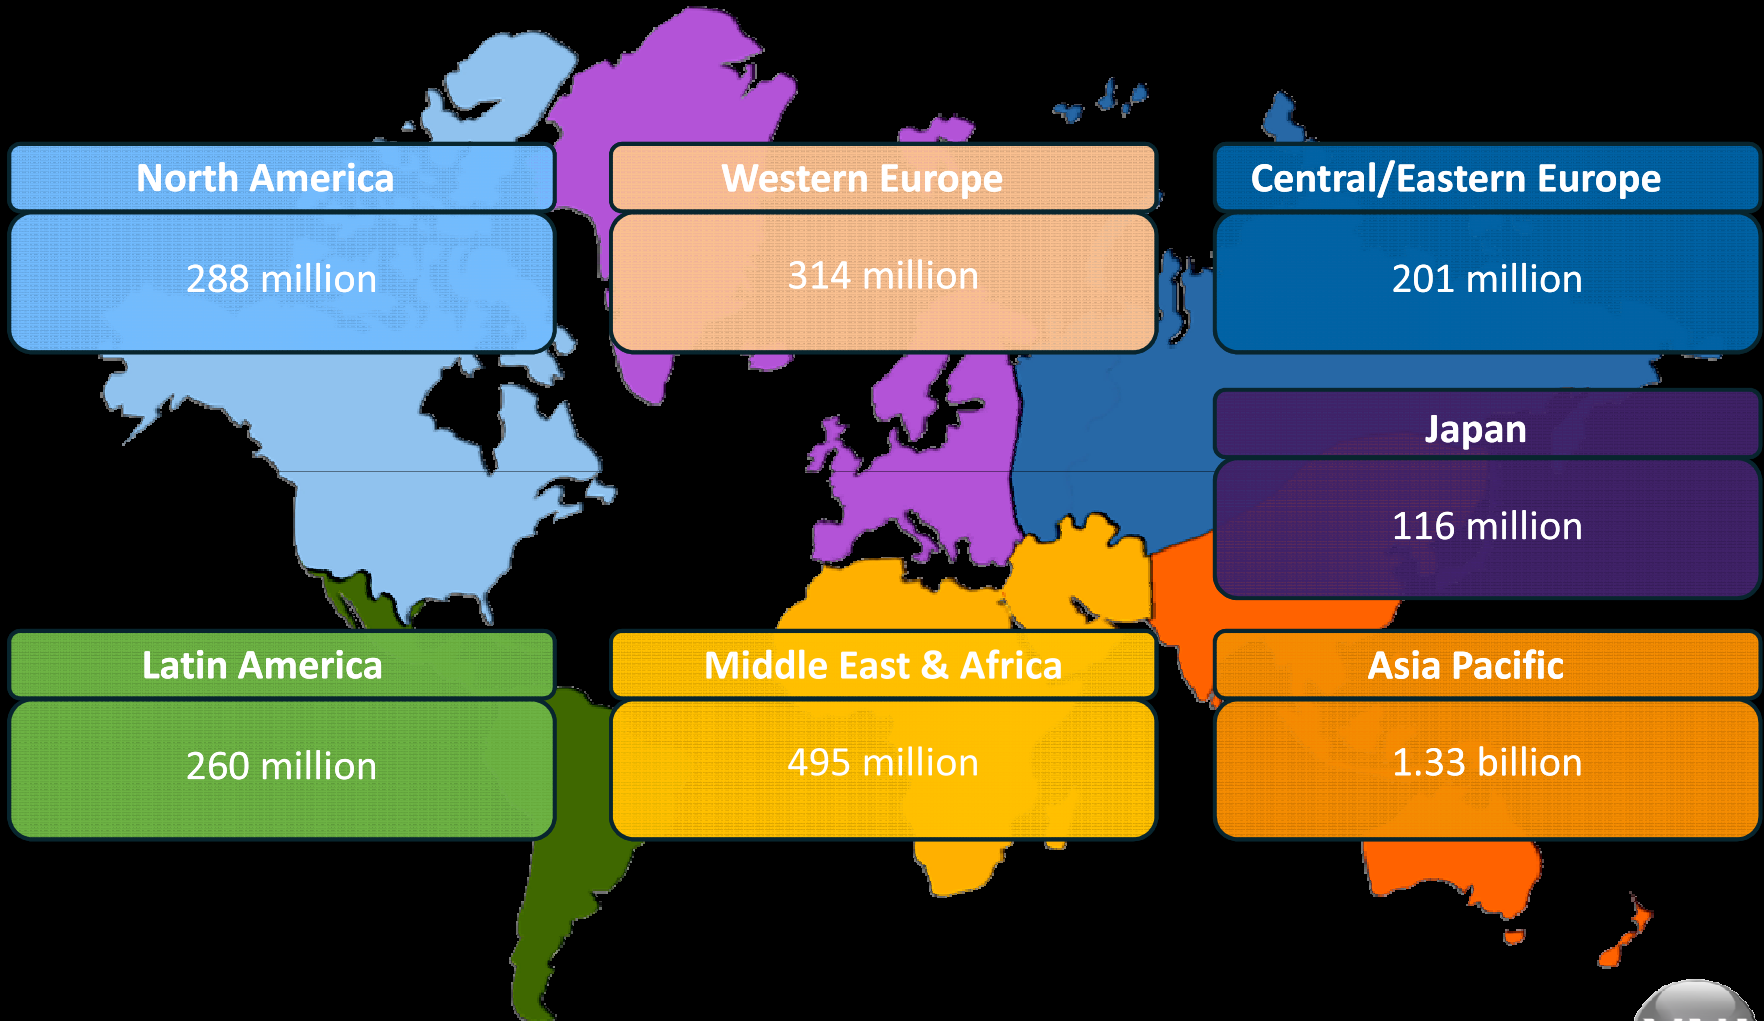 North America
288 million
Western Europe
314 million
Central/Eastern Europe
201 million
Japan
116 million
Latin America
260 million
Middle East & Africa
495 million
Asia Pacific
1.33 billion